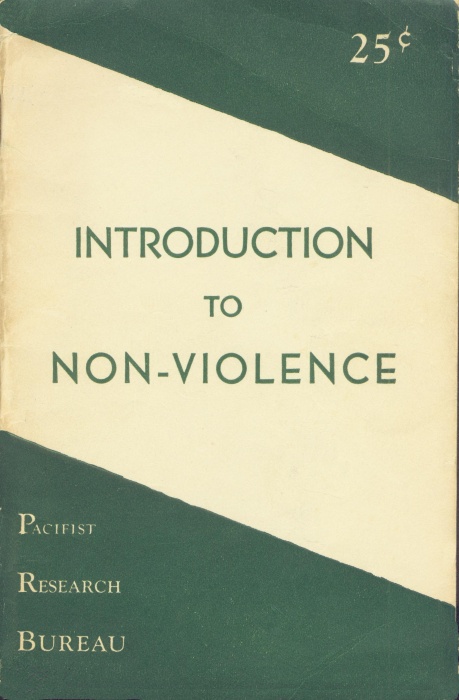 25¢
INTRODUCTION
TO
NON-VIOLENCE
PACIFIST
RESEARCH
BUREAU